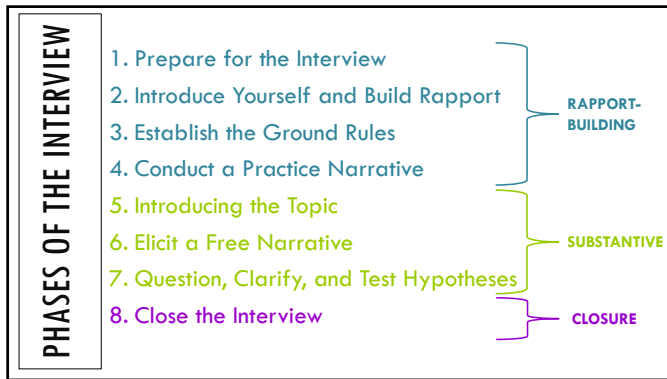 PHASES OF THE INTERVIEW
1. Prepare for the Interview
2. Introduce Yourself and Build Rapport
3. Establish the Ground Rules
4. Conduct a Practice Narrative
RAPPORT-
BUILDING
5. Introducing the Topic
6. Elicit a Free Narrative
7. Question, Clarify, and Test Hypotheses
SUBSTANTIVE
8. Close the Interview
CLOSURE